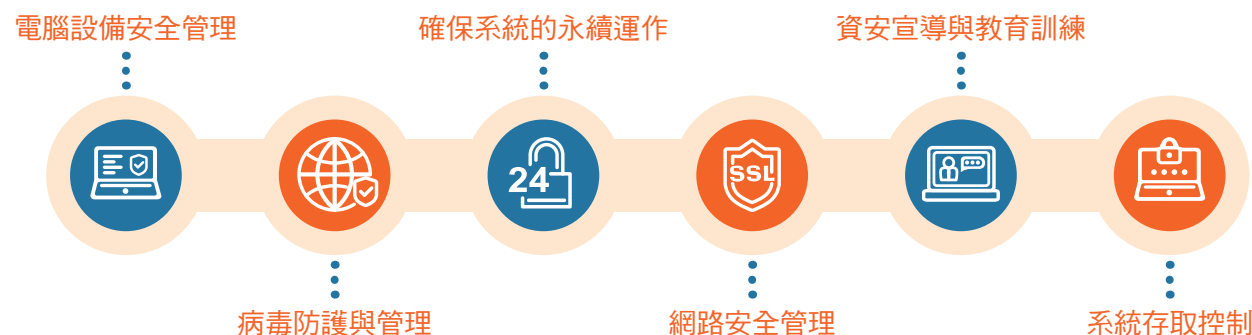 電腦設備安全管理
確保系統的永續運作
資安宣導與教育訓練
24
SSL
病毒防護與管理
網路安全管理
系統存取控制